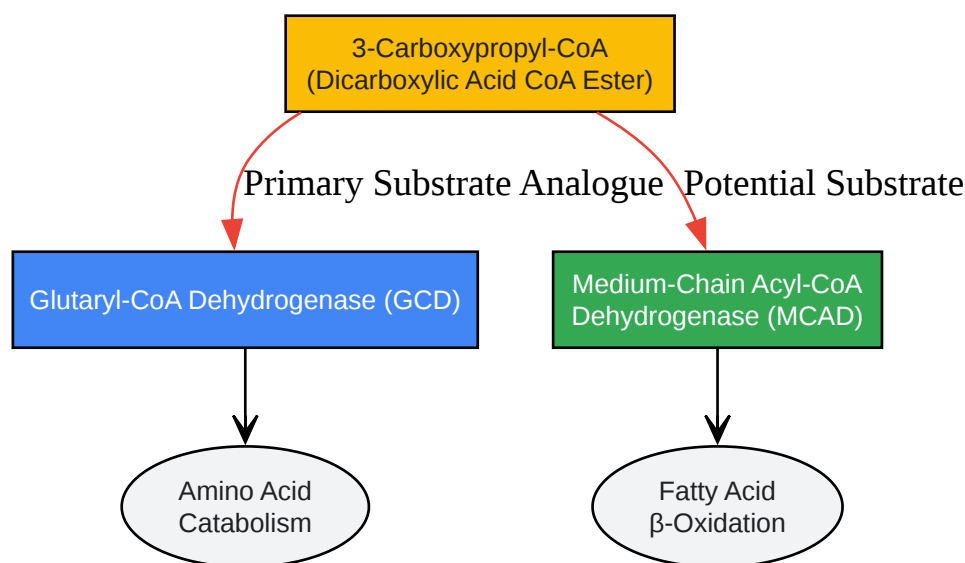 3-Carboxypropyl-CoA
(Dicarboxylic Acid CoA Ester)
Primary Substrate Analogue
Potential Substrate
Glutaryl-CoA Dehydrogenase (GCD)
Medium-Chain Acyl-CoA
Dehydrogenase (MCAD)
Amino Acid
Catabolism
Fatty Acid
β-Oxidation